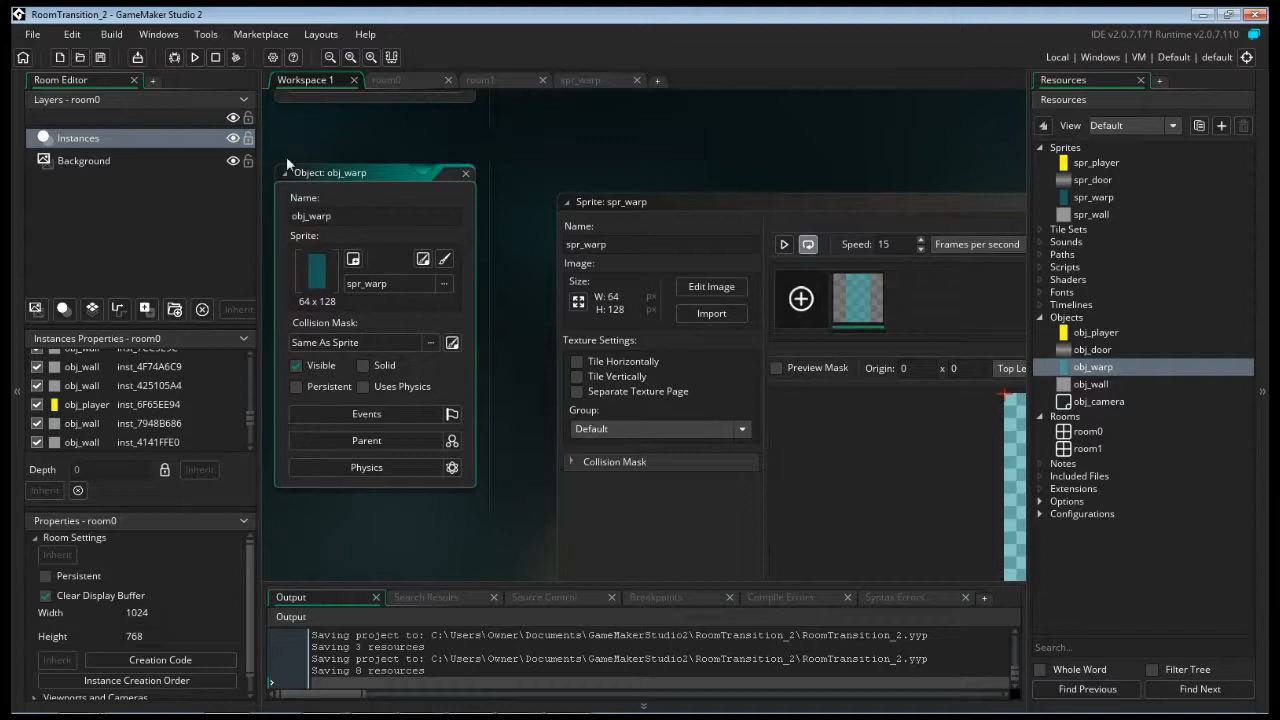 RoomTransition_2 - GameMaker Studio 2
File Edit Build Windows Tools Marketplace Layouts Help
IDE v2.0.7.171 Runtime v2.0.7.110
Local | Windows | VM | Default | default
Room Editor
Layers - room0
Instances
Background
Inherit
Instances Properties - room0
obj_wall inst_4F74A6C9
obj_wall inst_425105A4
obj_player inst_6F65EE94
obj_wall inst_7948B686
obj_wall inst_4141FFE0
Depth 0 Inherit
Inherit
Properties - room0
Room Settings
Inherit
Persistent
Clear Display Buffer
Width 1024
Height 768
Inherit Creation Code
Instance Creation Order
Viewports and Cameras
Workspace 1 room0 room1 spr_warp
Object: obj_warp
Name:
obj_warp
Sprite:
spr_warp
64 x 128
Collision Mask:
Same As Sprite
Visible Solid
Persistent Uses Physics
Events
Parent
Physics
Sprite: spr_warp
Name:
spr_warp
Image:
Size:
W: 64 px
H: 128 px
Edit Image
Import
Texture Settings:
Tile Horizontally
Tile Vertically
Separate Texture Page
Group:
Default
Collision Mask
Speed: 15 Frames per second
Preview Mask Origin: 0 x 0 Top Le
Output Search Results Source Control Breakpoints Compile Errors Syntax Errors
Output
Saving project to: C:\Users\Owner\Documents\GameMakerStudio2\RoomTransition_2\RoomTransition_2.yyp
Saving 3 resources
Saving project to: C:\Users\Owner\Documents\GameMakerStudio2\RoomTransition_2\RoomTransition_2.yyp
Saving 8 resources
Resources
Resources
View Default
Sprites
spr_player
spr_door
spr_warp
spr_wall
Tile Sets
Sounds
Paths
Scripts
Shaders
Fonts
Timelines
Objects
obj_player
obj_door
obj_warp
obj_wall
obj_camera
Rooms
room0
room1
Notes
Included Files
Extensions
Options
Configurations
Search...
Whole Word Filter Tree
Find Previous Find Next